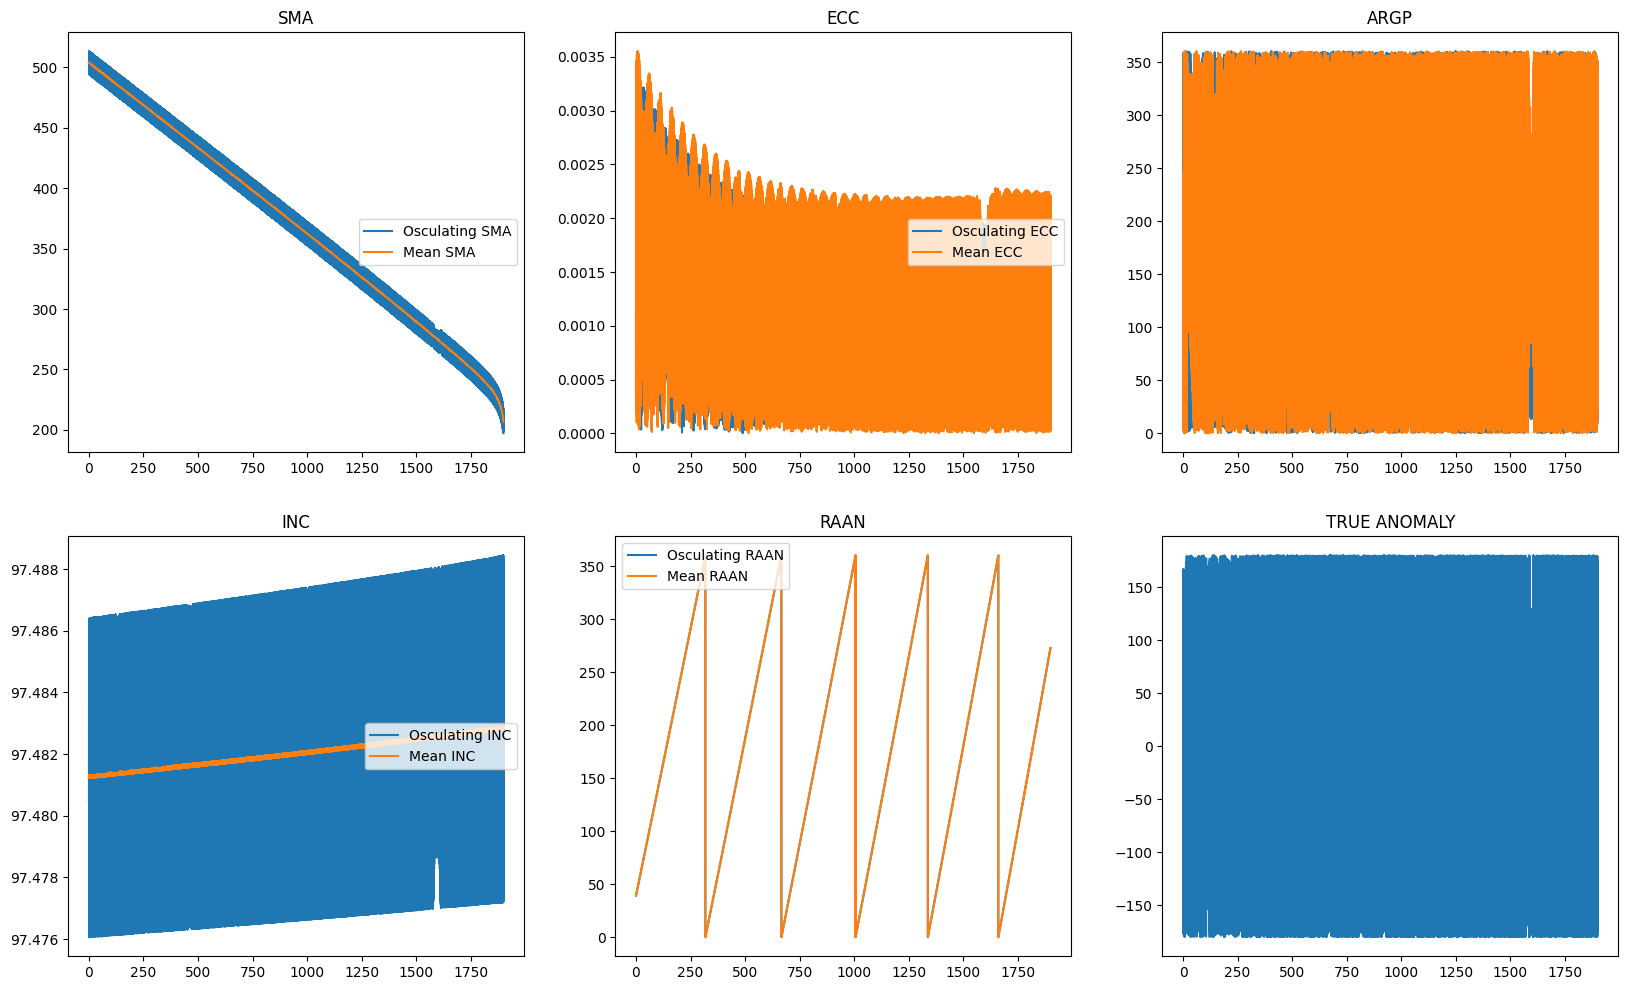 SMA
500
450
400
350
300
250
200
0 250 500 750 1000 1250 1500 1750
Osculating SMA
Mean SMA
ECC
0.0035
0.0030
0.0025
0.0020
0.0015
0.0010
0.0005
0.0000
0 250 500 750 1000 1250 1500 1750
Osculating ECC
Mean ECC
ARGP
350
300
250
200
150
100
50
0
0 250 500 750 1000 1250 1500 1750
INC
97.488
97.486
97.484
97.482
97.480
97.478
97.476
0 250 500 750 1000 1250 1500 1750
Osculating INC
Mean INC
RAAN
350
300
250
200
150
100
50
0
0 250 500 750 1000 1250 1500 1750
Osculating RAAN
Mean RAAN
TRUE ANOMALY
150
100
50
0
−50
−100
−150
0 250 500 750 1000 1250 1500 1750